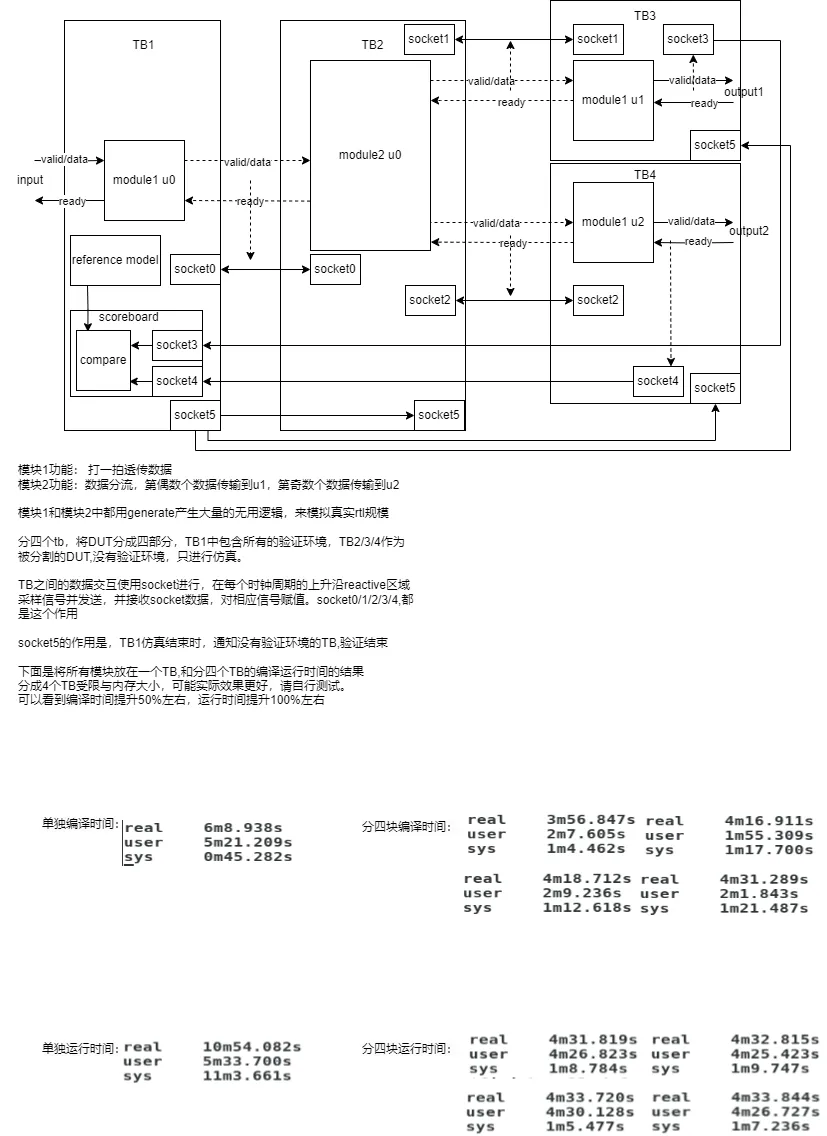 TB1
TB2
TB3
TB4
socket1
socket1
socket3
valid/data
ready
module1 u1
valid/data
output1
ready
socket5
module2 u0
valid/data
input
module1 u0
ready
valid/data
ready
module1 u2
valid/data
ready
valid/data
output2
ready
reference model
socket0
socket0
socket2
socket2
scoreboard
compare
socket3
socket4
socket4
socket5
socket5
socket5
模块1功能： 打一拍透传数据
模块2功能：数据分流，第偶数个数据传输到u1，第奇数个数据传输到u2
模块1和模块2中都用generate产生大量的无用逻辑，来模拟真实rtl规模
分四个tb，将DUT分成四部分，TB1中包含所有的验证环境，TB2/3/4作为
被分割的DUT,没有验证环境，只进行仿真。
TB之间的数据交互使用socket进行，在每个时钟周期的上升沿reactive区域
采样信号并发送，并接收socket数据，对相应信号赋值。socket0/1/2/3/4,都
是这个作用
socket5的作用是，TB1仿真结束时，通知没有验证环境的TB,验证结束
下面是将所有模块放在一个TB,和分四个TB的编译运行时间的结果
分成4个TB受限与内存大小，可能实际效果更好，请自行测试。
可以看到编译时间提升50%左右，运行时间提升100%左右
单独编译时间：
real 6m8.938s
user 5m21.209s
sys 0m45.282s
分四块编译时间：
real 3m56.847s real 4m16.911s
user 2m7.605s user 1m55.309s
sys 1m4.462s sys 1m17.700s
real 4m18.712s real 4m31.289s
user 2m9.236s user 2m1.843s
sys 1m12.618s sys 1m21.487s
单独运行时间：
real 10m54.082s
user 5m33.700s
sys 11m3.661s
分四块运行时间：
real 4m31.819s real 4m32.815s
user 4m26.823s user 4m25.423s
sys 1m8.784s sys 1m9.747s
real 4m33.720s real 4m33.844s
user 4m30.128s user 4m26.727s
sys 1m5.477s sys 1m7.236s